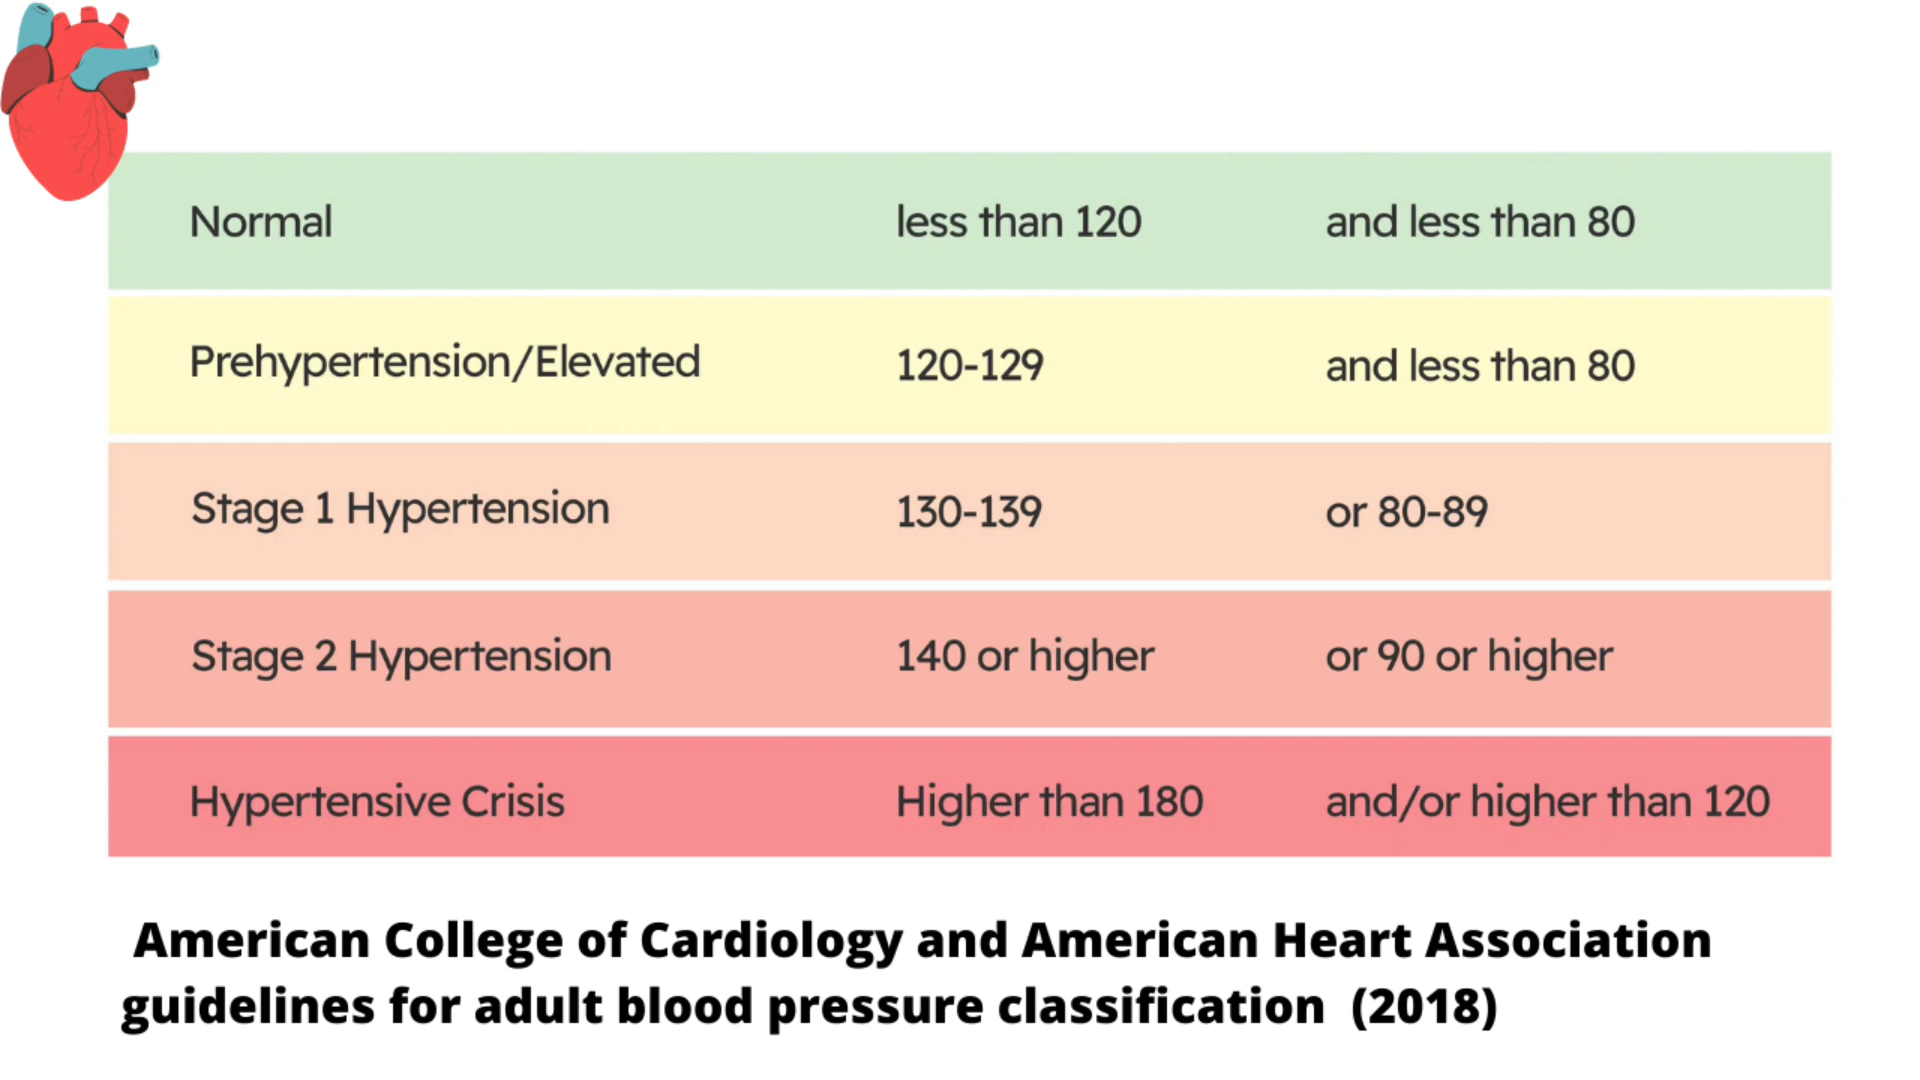 Normal less than 120 and less than 80
Prehypertension/Elevated 120-129 and less than 80
Stage 1 Hypertension 130-139 or 80-89
Stage 2 Hypertension 140 or higher or 90 or higher
Hypertensive Crisis Higher than 180 and/or higher than 120
American College of Cardiology and American Heart Association
guidelines for adult blood pressure classification (2018)